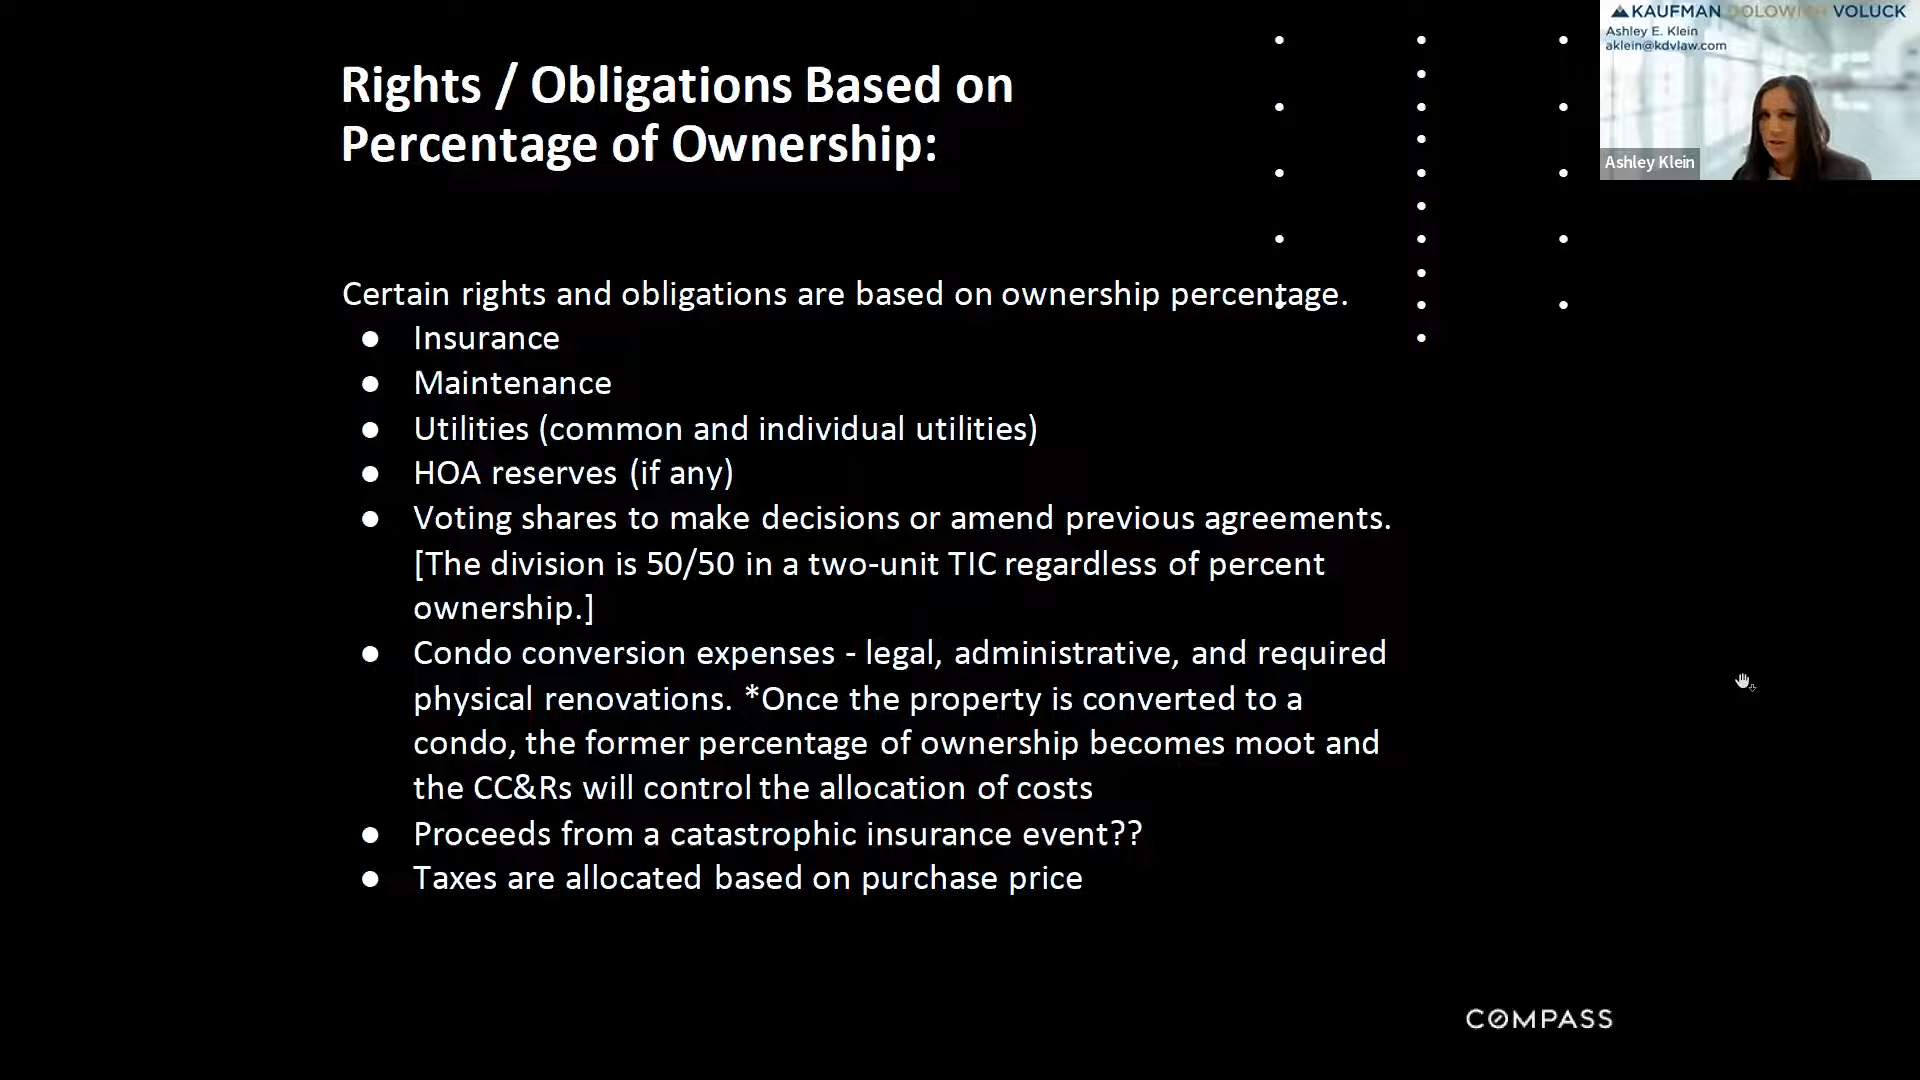 KAUFMAN DOLOWICH VOLUCK
Ashley E. Klein
aklein@kdvlaw.com
Ashley Klein
Rights / Obligations Based on
Percentage of Ownership:
Certain rights and obligations are based on ownership percentage.
● Insurance
● Maintenance
● Utilities (common and individual utilities)
● HOA reserves (if any)
● Voting shares to make decisions or amend previous agreements.
[The division is 50/50 in a two-unit TIC regardless of percent
ownership.]
● Condo conversion expenses - legal, administrative, and required
physical renovations. *Once the property is converted to a
condo, the former percentage of ownership becomes moot and
the CC&Rs will control the allocation of costs
● Proceeds from a catastrophic insurance event??
● Taxes are allocated based on purchase price
COMPASS